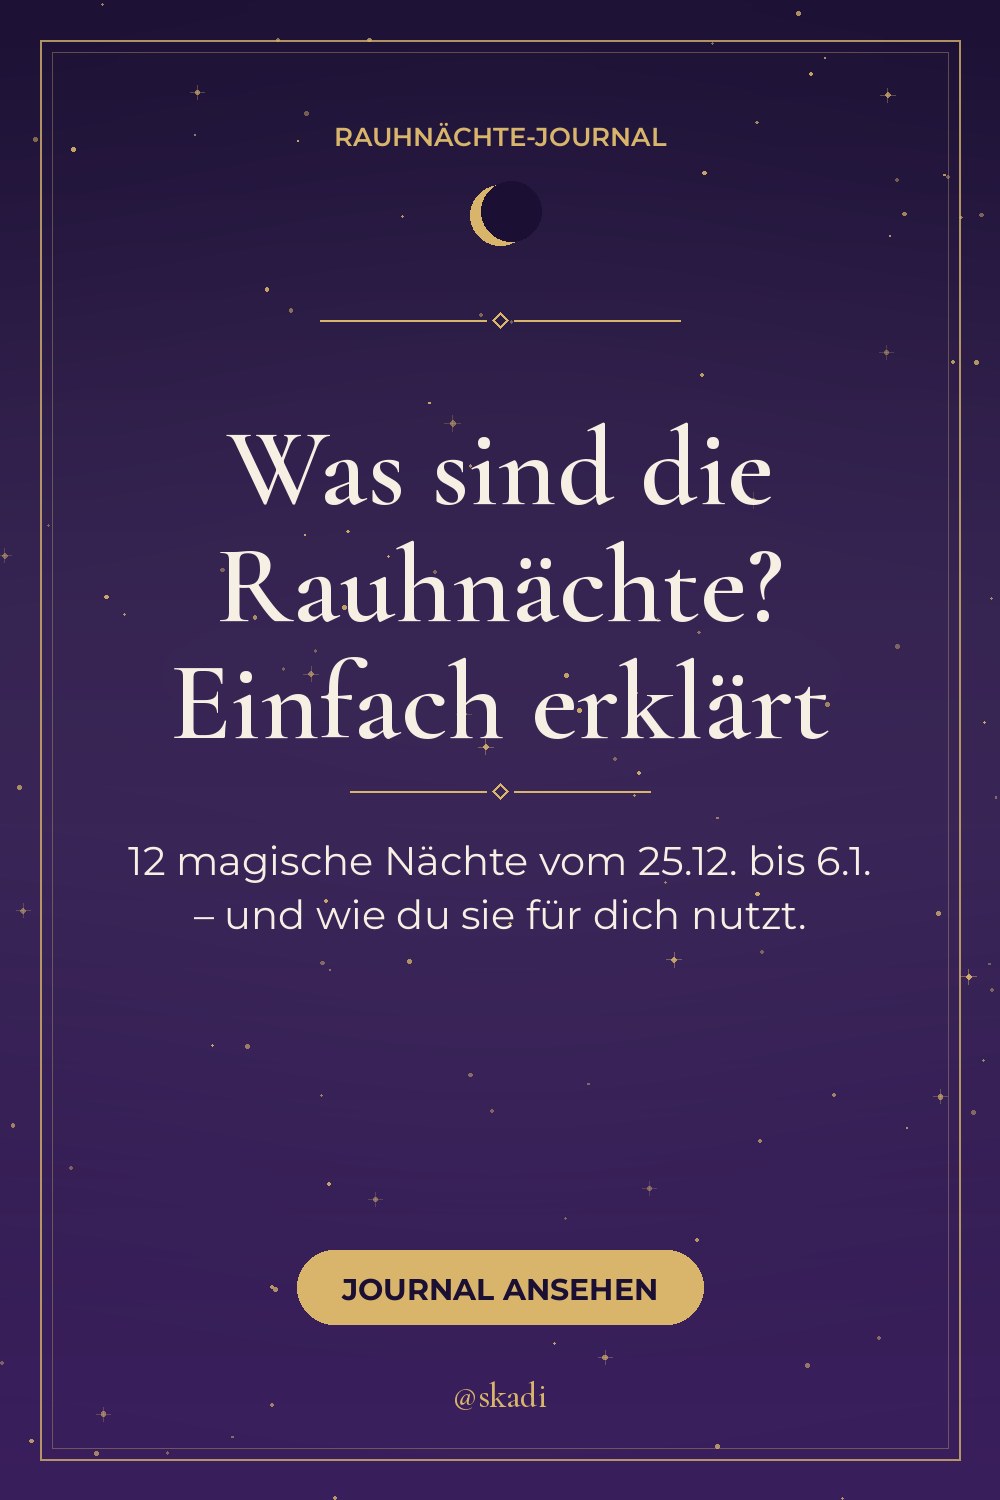 RAUHNÄCHTE-JOURNAL
Was sind die
Rauhnächte?
Einfach erklärt
12 magische Nächte vom 25.12. bis 6.1.
– und wie du sie für dich nutzt.
JOURNAL ANSEHEN
@skadi